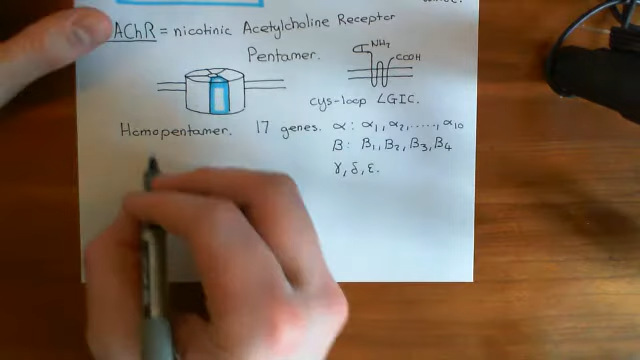 AChR = nicotinic Acetylcholine Receptor
Pentamer.
NH₂
COOH
cys-loop LGIC.
Homopentamer. 17 genes. α: α₁, α₂, ....., α₁₀
β: β₁, β₂, β₃, β₄
γ, δ, ε.